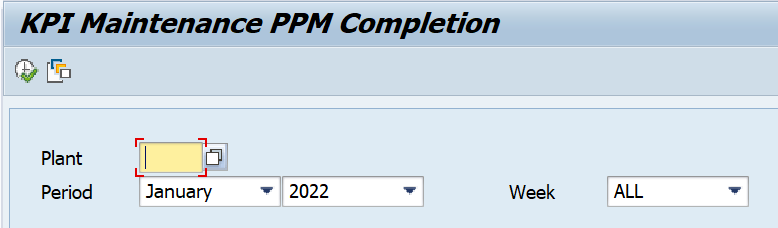 KPI Maintenance PPM Completion
Plant
Period January 2022 Week ALL